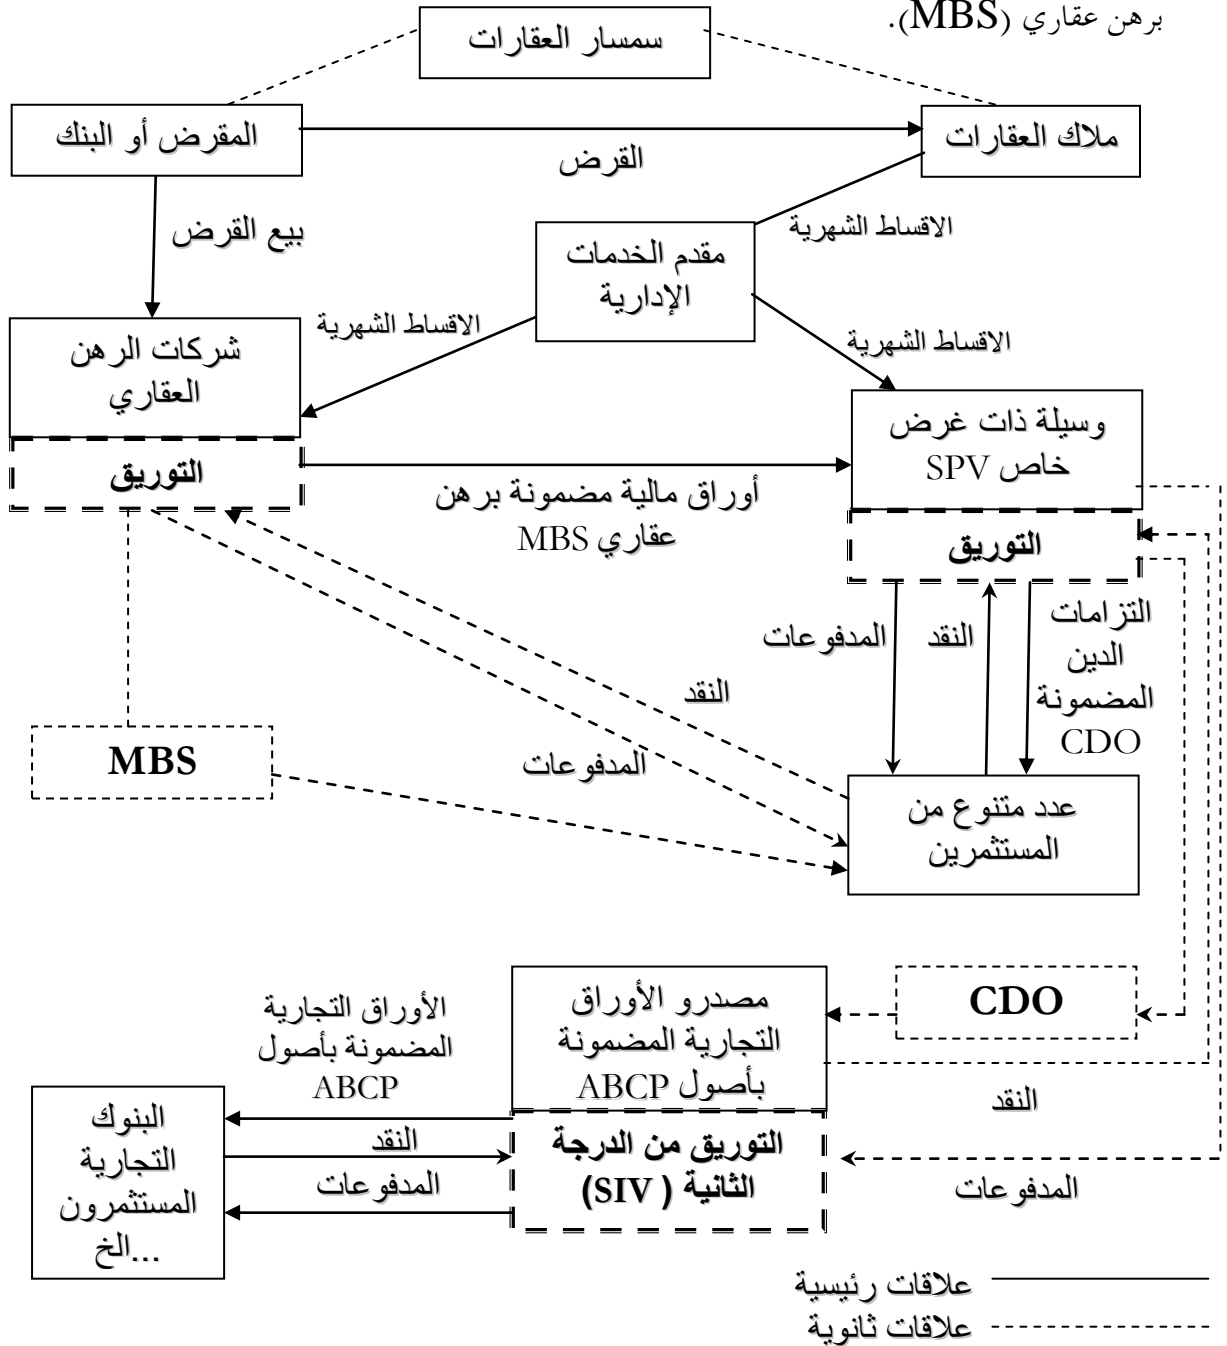 برهن عقاري (MBS).
سمسار العقارات
المقرض أو البنك
ملاك العقارات
القرض
بيع القرض
الاقساط الشهرية
مقدم الخدمات
الإدارية
شركات الرهن
العقاري
الاقساط الشهرية
الاقساط الشهرية
التوريق
وسيلة ذات غرض
خاص SPV
أوراق مالية مضمونة برهن
عقاري MBS
التوريق
المدفوعات
النقد
التزامات
الدين
المضمونة
CDO
النقد
المدفوعات
MBS
عدد متنوع من
المستثمرين
CDO
مصدرو الأوراق
التجارية المضمونة
بأصول ABCP
الأوراق التجارية
المضمونة بأصول
ABCP
النقد
البنوك
التجارية
المستثمرون
...الخ
النقد
المدفوعات
التوريق من الدرجة
الثانية (SIV)
المدفوعات
علاقات رئيسية
علاقات ثانوية